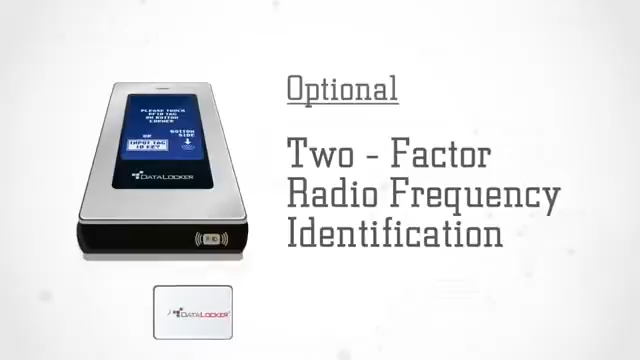 Optional
Two - Factor
Radio Frequency
Identification
PLEASE TOUCH
RFID TAG
ON BOTTOM
CORNER
BOTTOM
SIDE
OR
INPUT TAG
ID KEY
DATALOCKER
RFID
DATALOCKER